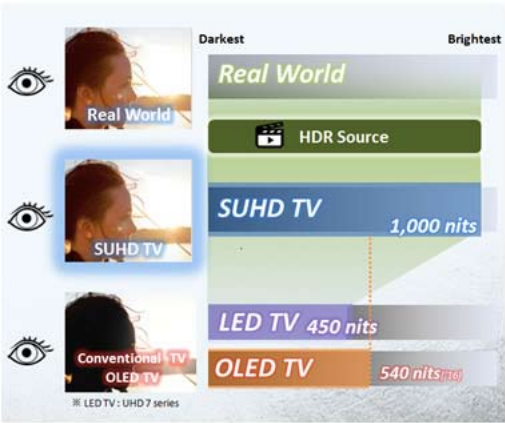 Darkest Brightest
Real World
Real World
HDR Source
SUHD TV
1,000 nits
SUHD TV
LED TV 450 nits
Conventional TV
OLED TV
OLED TV
540 nits('16)
※ LED TV : UHD 7 series